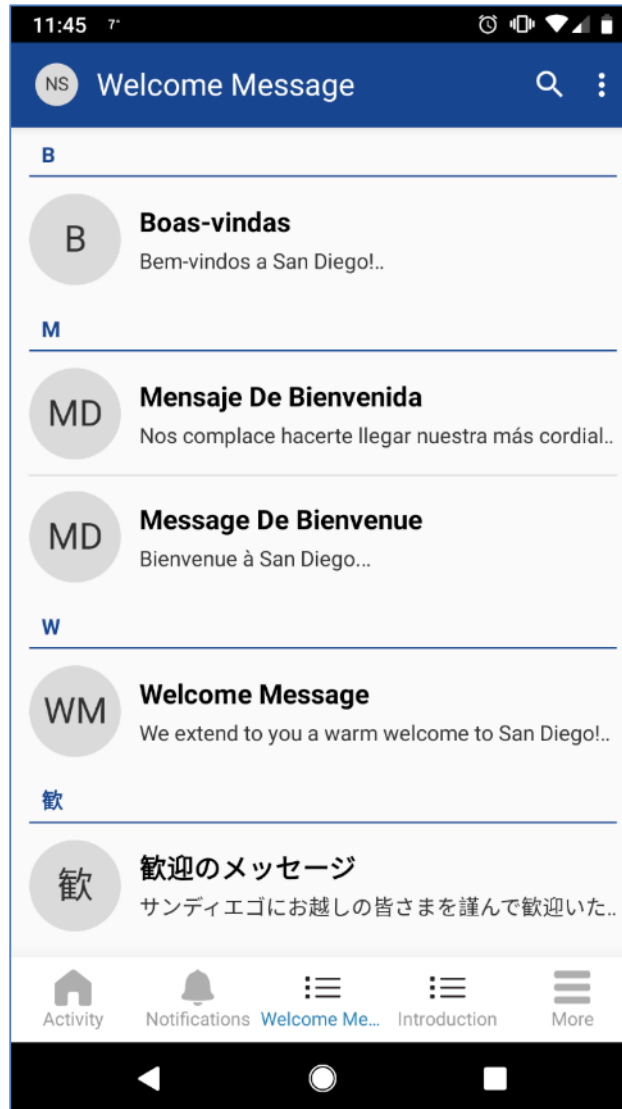 11:45 7°
NS Welcome Message
B
B
Boas-vindas
Bem-vindos a San Diego!..
M
MD
Mensaje De Bienvenida
Nos complace hacerte llegar nuestra más cordial..
MD
Message De Bienvenue
Bienvenue à San Diego...
W
WM
Welcome Message
We extend to you a warm welcome to San Diego!..
歓
歓
歓迎のメッセージ
サンディエゴにお越しの皆さまを謹んで歓迎いた..
Activity Notifications Welcome Me... Introduction More